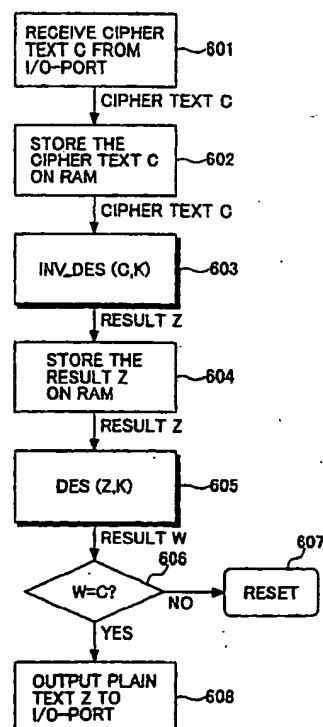 RECEIVE CIPHER
TEXT C FROM
I/O-PORT
601
CIPHER TEXT C
STORE THE
CIPHER TEXT C
ON RAM
602
CIPHER TEXT C
INV_DES (C,K)
603
RESULT Z
STORE THE
RESULT Z
ON RAM
604
RESULT Z
DES (Z,K)
605
RESULT W
606
W=C?
NO
607
RESET
YES
OUTPUT PLAIN
TEXT Z TO
I/O-PORT
608